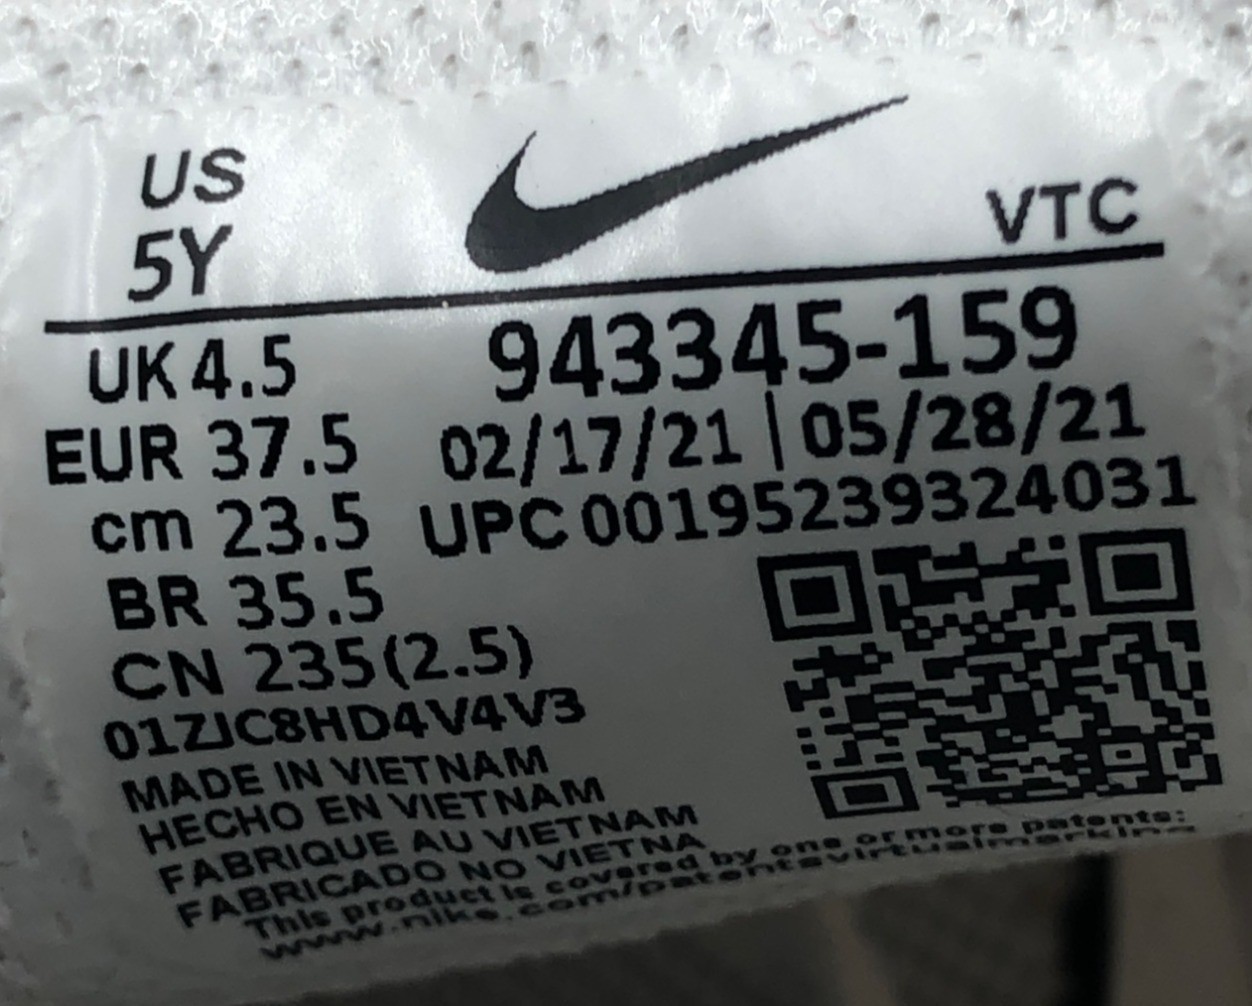 US
5Y
VTC
UK 4.5
943345-159
EUR 37.5
02/17/21 | 05/28/21
cm 23.5
UPC 00195239324031
BR 35.5
CN 235(2.5)
01ZJC8HD4V4V3
MADE IN VIETNAM
HECHO EN VIETNAM
FABRIQUE AU VIETNAM
FABRICADO NO VIETNA
This product is covered by one or more patents:
www.nike.com/patentsvirtualmarking